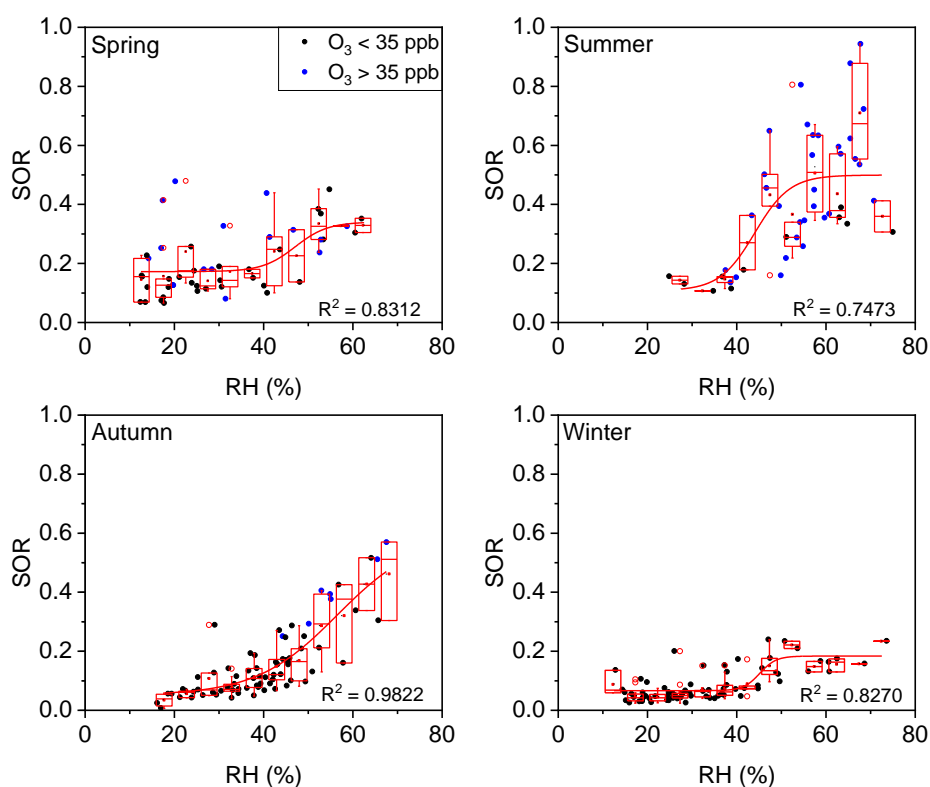 Spring
O₃ < 35 ppb
O₃ > 35 ppb
1.0
0.8
0.6
0.4
0.2
0.0
SOR
R² = 0.8312
0 20 40 60 80
RH (%)
Summer
1.0
0.8
0.6
0.4
0.2
0.0
SOR
R² = 0.7473
0 20 40 60 80
RH (%)
Autumn
1.0
0.8
0.6
0.4
0.2
0.0
SOR
R² = 0.9822
0 20 40 60 80
RH (%)
Winter
1.0
0.8
0.6
0.4
0.2
0.0
SOR
R² = 0.8270
0 20 40 60 80
RH (%)